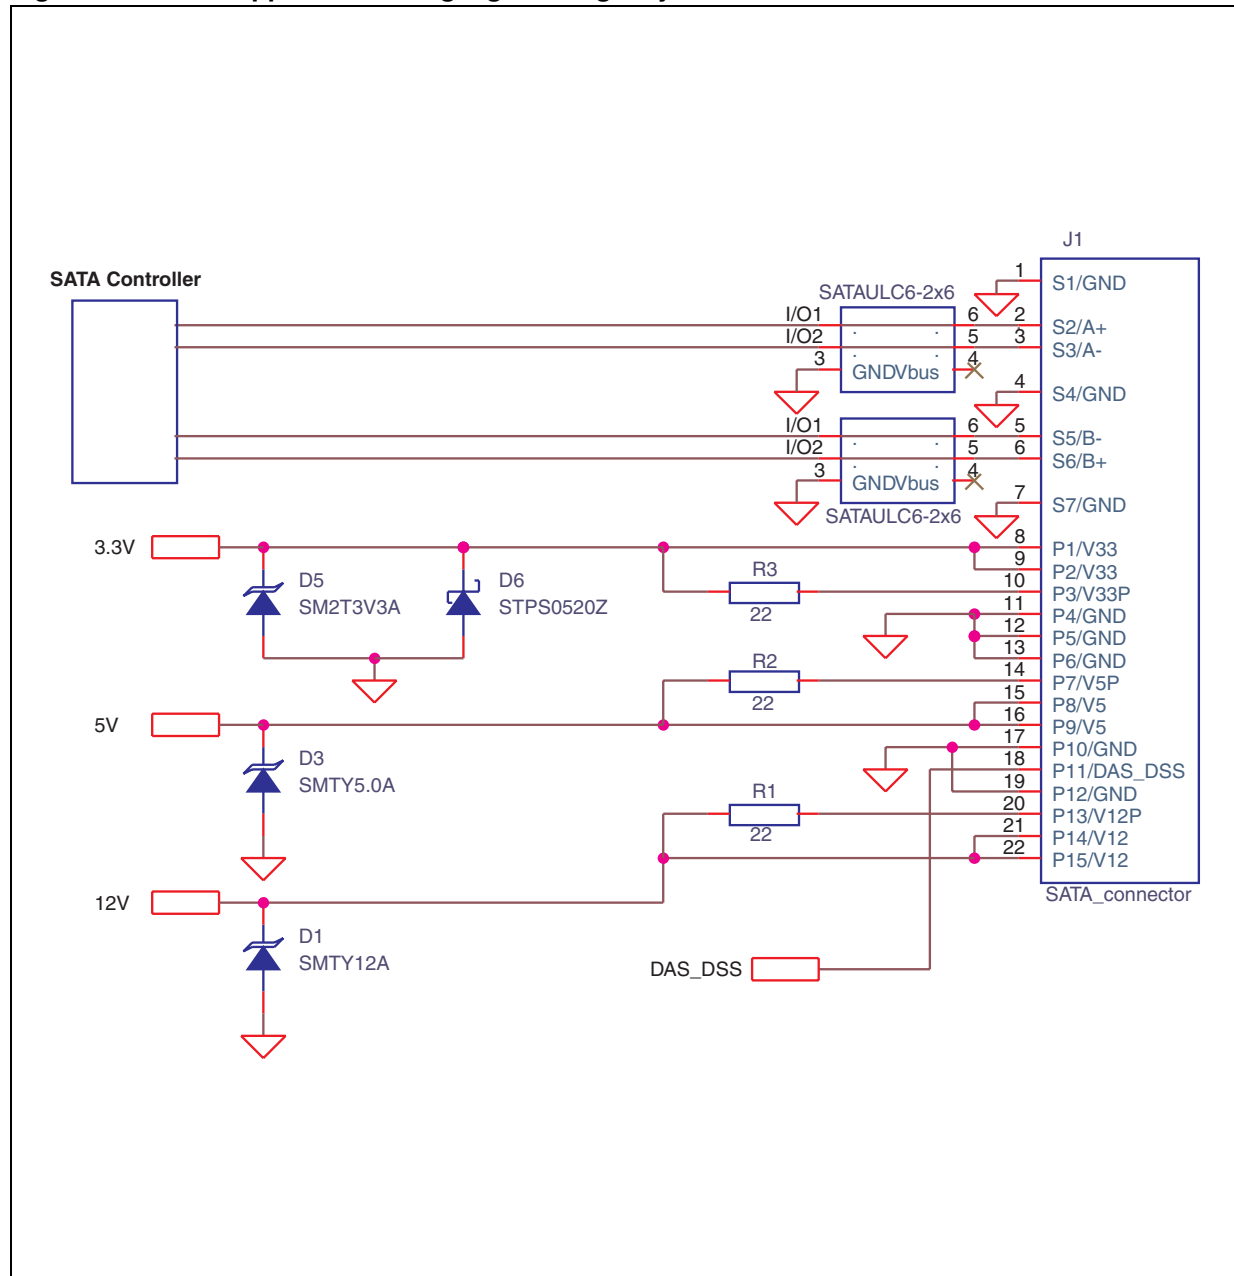 J1
SATA Controller
SATAULC6-2x6
I/O1
I/O2
3
GNDVbus
6
5
4
1
S1/GND
2
S2/A+
3
S3/A-
4
S4/GND
I/O1
I/O2
3
GNDVbus
6
5
4
SATAULC6-2x6
5
S5/B-
6
S6/B+
7
S7/GND
3.3V
D5
SM2T3V3A
D6
STPS0520Z
R3
22
8
P1/V33
9
P2/V33
10
P3/V33P
11
P4/GND
12
P5/GND
13
P6/GND
R2
22
14
P7/V5P
15
P8/V5
16
P9/V5
5V
D3
SMTY5.0A
17
P10/GND
18
P11/DAS_DSS
19
P12/GND
R1
22
20
P13/V12P
21
P14/V12
22
P15/V12
SATA_connector
12V
D1
SMTY12A
DAS_DSS